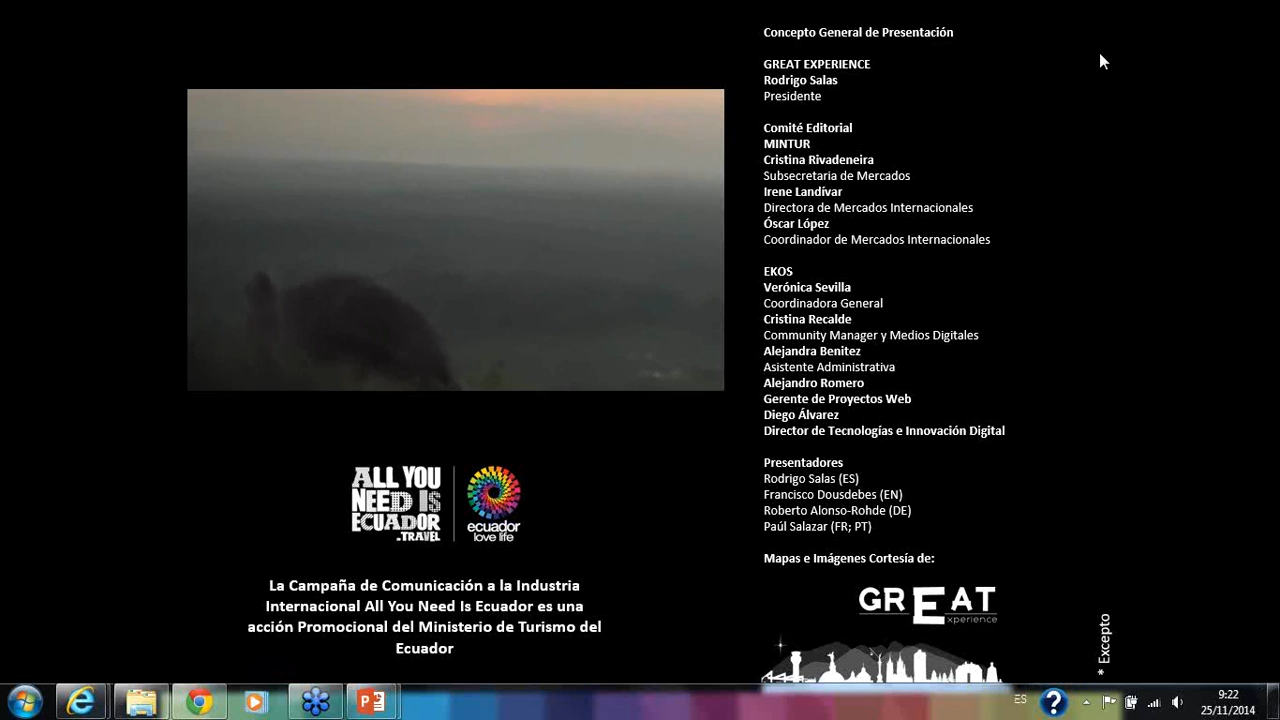 Concepto General de Presentación
GREAT EXPERIENCE
Rodrigo Salas
Presidente
Comité Editorial
MINTUR
Cristina Rivadeneira
Subsecretaria de Mercados
Irene Landívar
Directora de Mercados Internacionales
Óscar López
Coordinador de Mercados Internacionales
EKOS
Verónica Sevilla
Coordinadora General
Cristina Recalde
Community Manager y Medios Digitales
Alejandra Benitez
Asistente Administrativa
Alejandro Romero
Gerente de Proyectos Web
Diego Álvarez
Director de Tecnologías e Innovación Digital
Presentadores
Rodrigo Salas (ES)
Francisco Dousdebes (EN)
Roberto Alonso-Rohde (DE)
Paúl Salazar (FR; PT)
Mapas e Imágenes Cortesía de:
GREAT
xperience
* Excepto
ALL YOU
NEED IS
ECUADOR
.TRAVEL
ecuador
love life
La Campaña de Comunicación a la Industria
Internacional All You Need Is Ecuador es una
acción Promocional del Ministerio de Turismo del
Ecuador
ES
9:22
25/11/2014